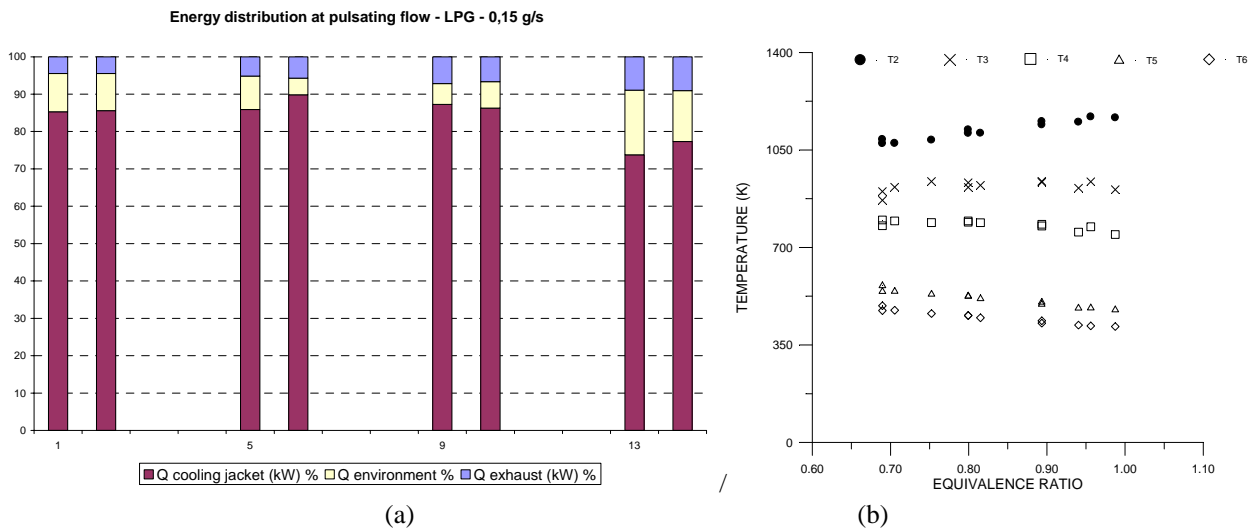 Energy distribution at pulsating flow - LPG - 0,15 g/s
100
90
80
70
60
50
40
30
20
10
0
1 5 9 13
Q cooling jacket (kW) % Q environment % Q exhaust (kW) %
(a)
/
1400
1050
700
350
0
TEMPERATURE (K)
T2 T3 T4 T5 T6
0.60 0.70 0.80 0.90 1.00 1.10
EQUIVALENCE RATIO
(b)